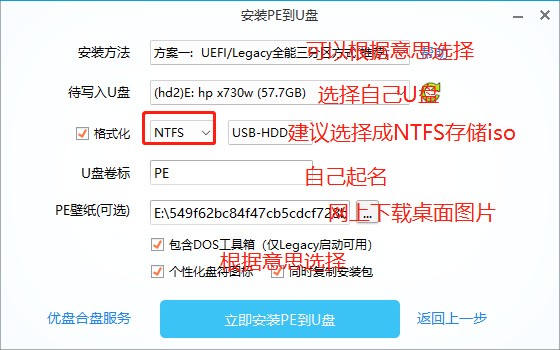 安装PE到U盘
安装方法 方案一：UEFI/Legacy全能三分区方式(推荐) 帮助
可以根据意思选择
待写入U盘 (hd2)E: hp x730w (57.7GB)
选择自己U盘
格式化 NTFS USB-HDD
建议选择成NTFS存储iso
U盘卷标 PE
自己起名
PE壁纸(可选) E:\549f62bc84f47cb5cdcf728b ...
网上下载桌面图片
包含DOS工具箱（仅Legacy启动可用）
根据意思选择
个性化盘符图标 同时复制安装包
优盘合盘服务 立即安装PE到U盘 返回上一步